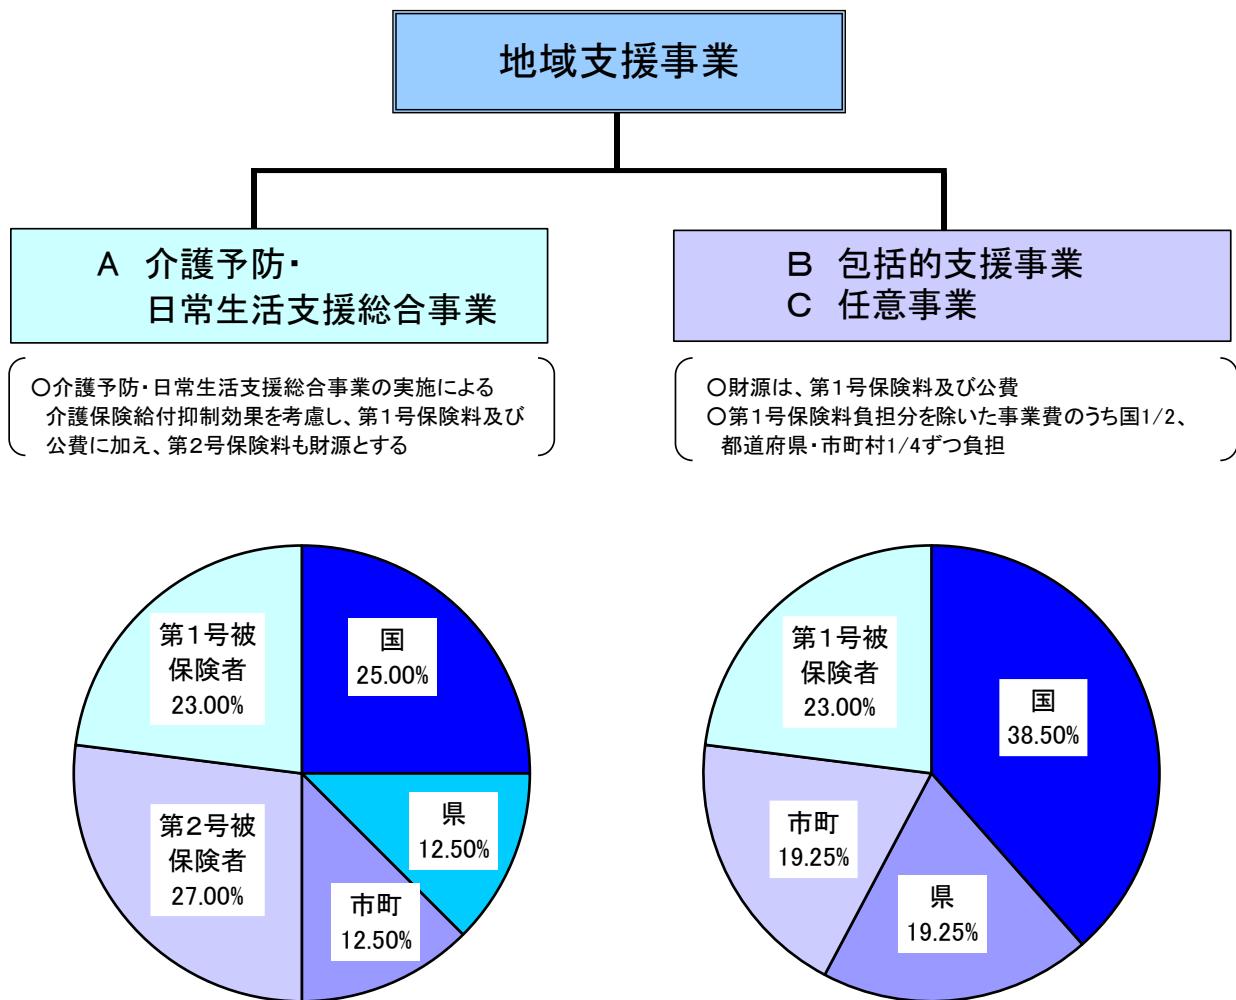 地域支援事業
A 介護予防・
日常生活支援総合事業
○介護予防・日常生活支援総合事業の実施による
介護保険給付抑制効果を考慮し、第1号保険料及び
公費に加え、第2号保険料も財源とする
B 包括的支援事業
C 任意事業
○財源は、第1号保険料及び公費
○第1号保険料負担分を除いた事業費のうち国1/2、
都道府県・市町村1/4ずつ負担
第1号被
保険者
23.00%
国
25.00%
県
12.50%
市町
12.50%
第2号被
保険者
27.00%
第1号被
保険者
23.00%
国
38.50%
県
19.25%
市町
19.25%